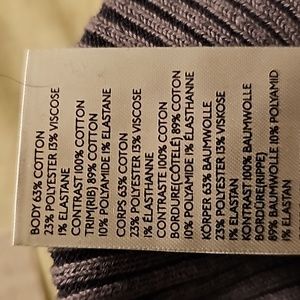 BODY 63% COTTON
23% POLYESTER 13% VISCOSE
1% ELASTANE
CONTRAST 100% COTTON
TRIM(RIB) 89% COTTON
10% POLYAMIDE 1% ELASTANE
CORPS 63% COTON
23% POLYESTER 13% VISCOSE
1% ÉLASTHANNE
CONTRASTE 100% COTON
BORDURE(CÔTELÉ) 89% COTON
10% POLYAMIDE 1% ÉLASTHANNE
KÖRPER 63% BAUMWOLLE
23% POLYESTER 13% VISKOSE
1% ELASTAN
KONTRAST 100% BAUMWOLLE
BORDÜRE(RIPPE)
89% BAUMWOLLE 10% POLYAMID
1% ELASTAN